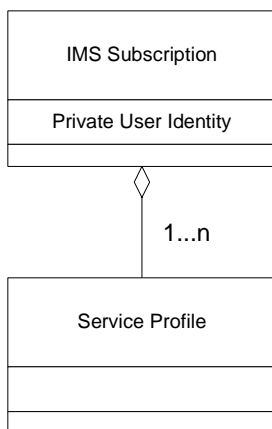 IMS Subscription
Private User Identity
1...n
Service Profile